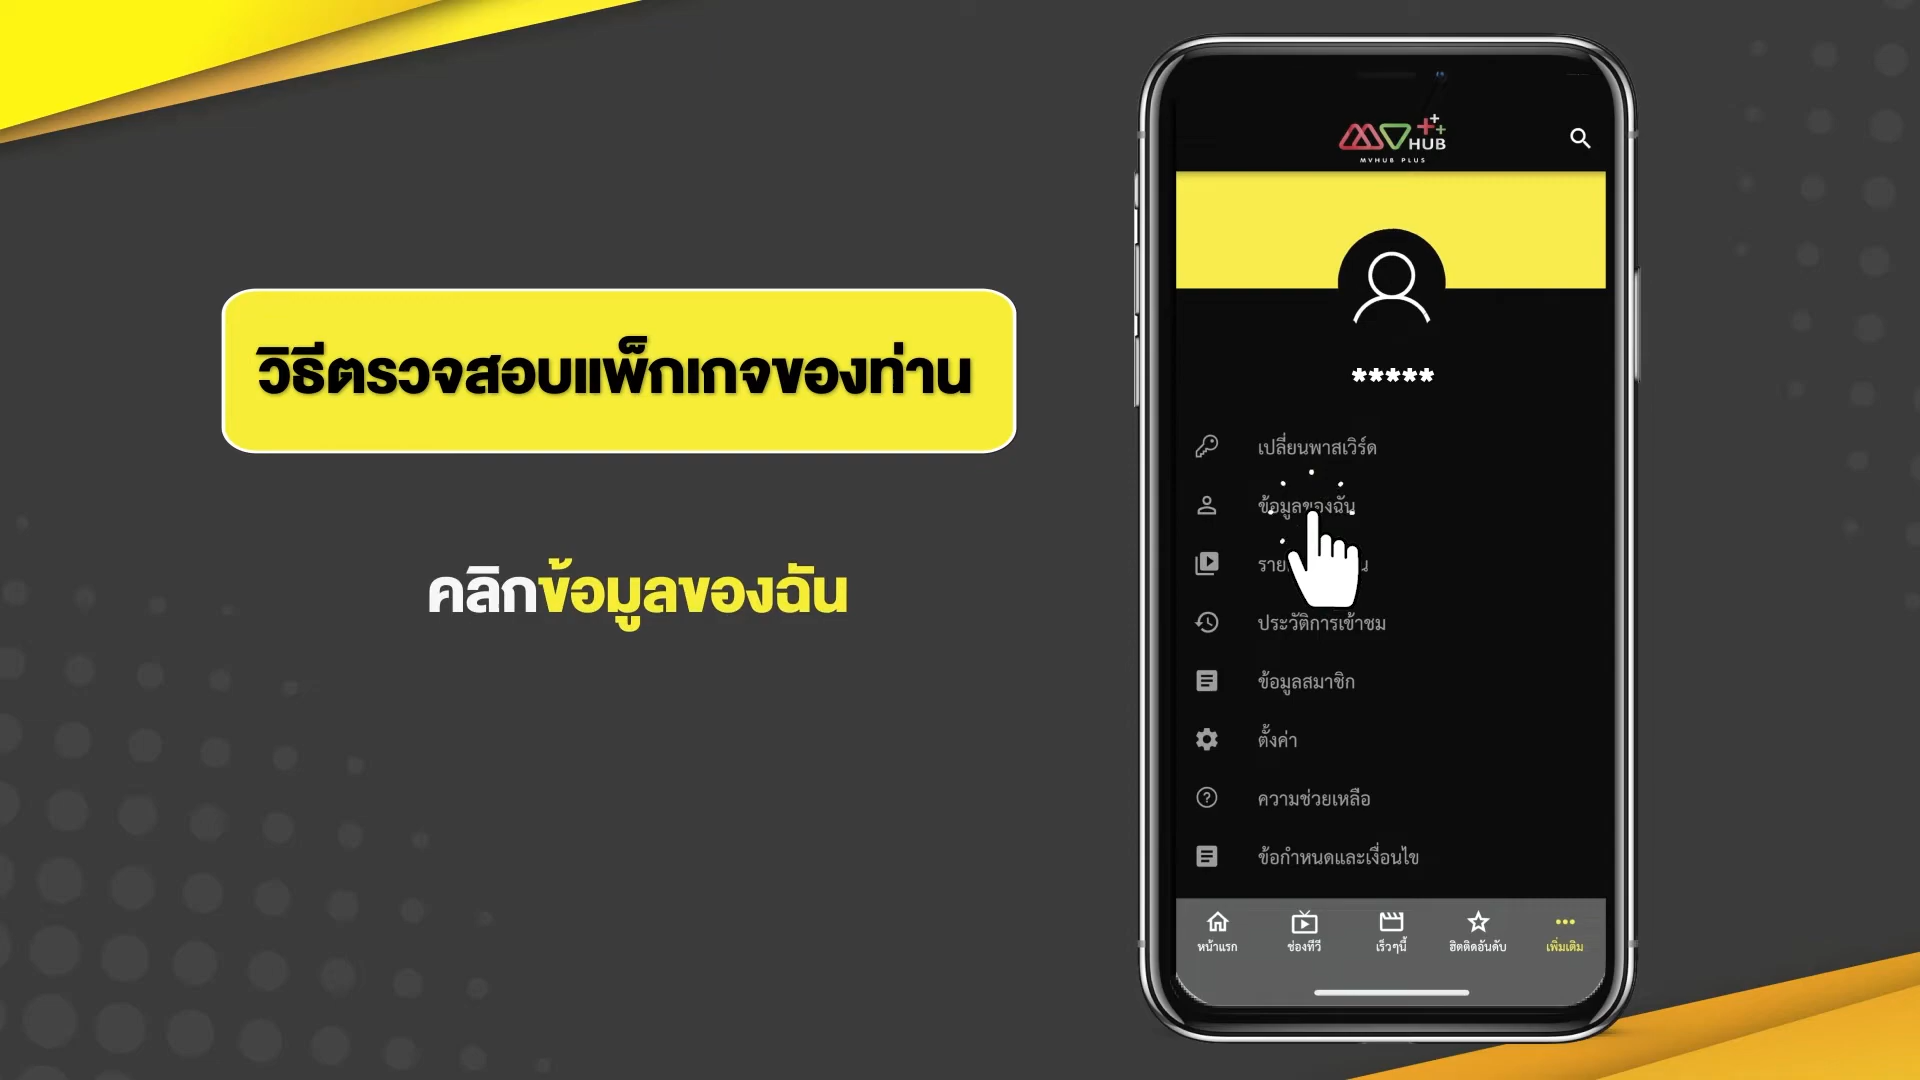 วิธีตรวจสอบแพ็กเกจของท่าน
คลิกข้อมูลของฉัน
HUB
MVHUB PLUS
*****
เปลี่ยนพาสเวิร์ด
ข้อมูลของฉัน
ราย
ประวัติการเข้าชม
ข้อมูลสมาชิก
ตั้งค่า
ความช่วยเหลือ
ข้อกำหนดและเงื่อนไข
หน้าแรก
ช่องทีวี
เร็วๆนี้
ฮิตติดอันดับ
เพิ่มเติม